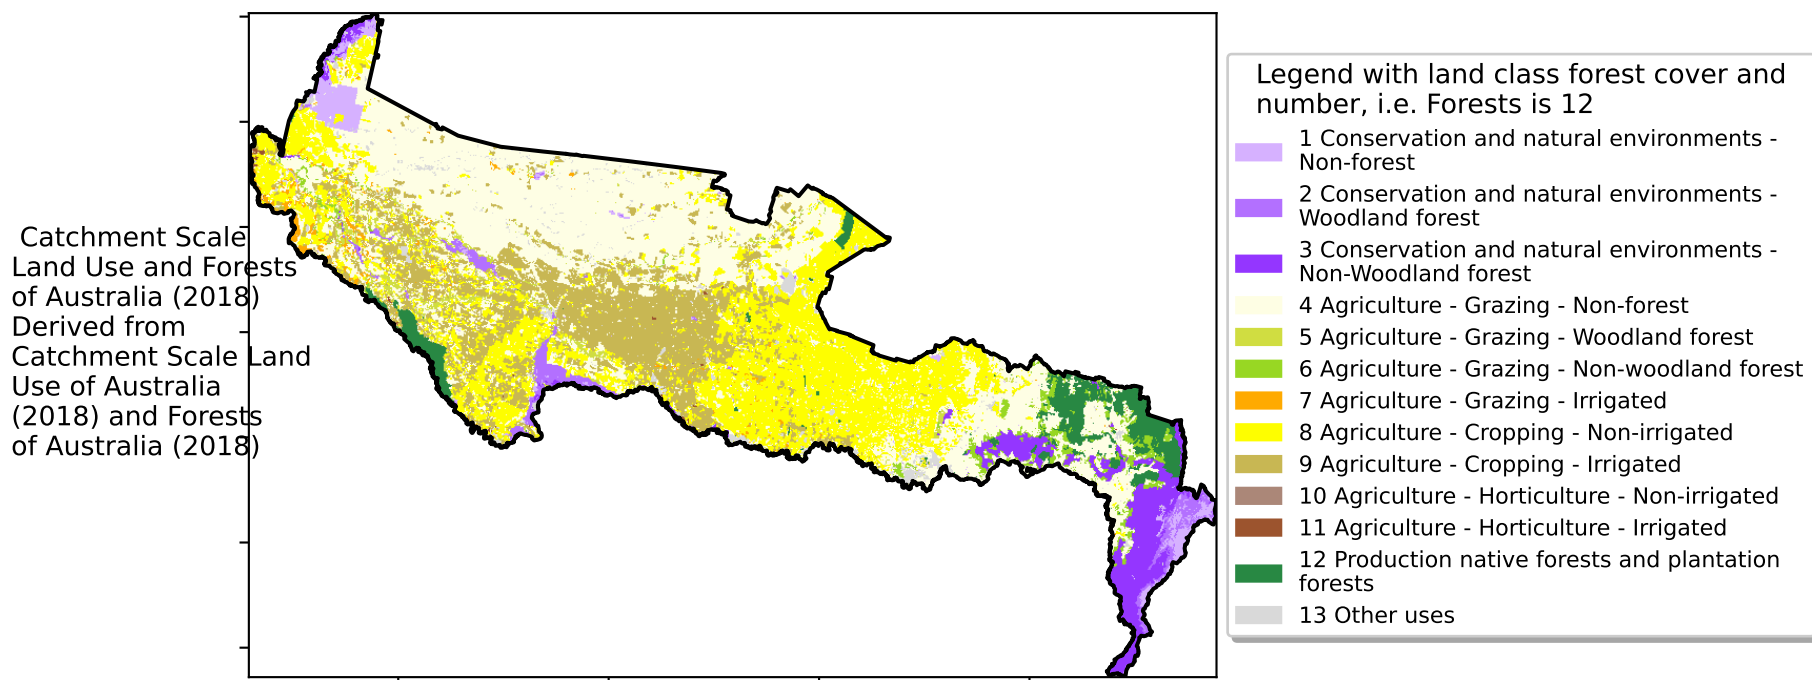 Catchment Scale
Land Use and Forests
of Australia (2018)
Derived from
Catchment Scale Land
Use of Australia
(2018) and Forests
of Australia (2018)
Legend with land class forest cover and
number, i.e. Forests is 12
1 Conservation and natural environments -
Non-forest
2 Conservation and natural environments -
Woodland forest
3 Conservation and natural environments -
Non-Woodland forest
4 Agriculture - Grazing - Non-forest
5 Agriculture - Grazing - Woodland forest
6 Agriculture - Grazing - Non-woodland forest
7 Agriculture - Grazing - Irrigated
8 Agriculture - Cropping - Non-irrigated
9 Agriculture - Cropping - Irrigated
10 Agriculture - Horticulture - Non-irrigated
11 Agriculture - Horticulture - Irrigated
12 Production native forests and plantation
forests
13 Other uses